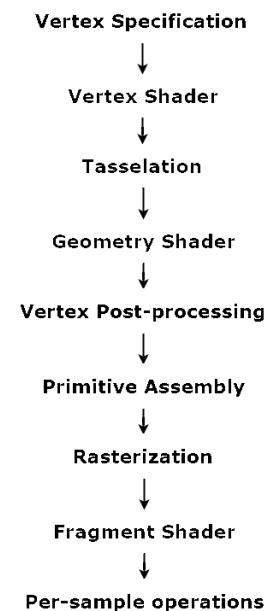 Vertex Specification
Vertex Shader
Tasselation
Geometry Shader
Vertex Post-processing
Primitive Assembly
Rasterization
Fragment Shader
Per-sample operations